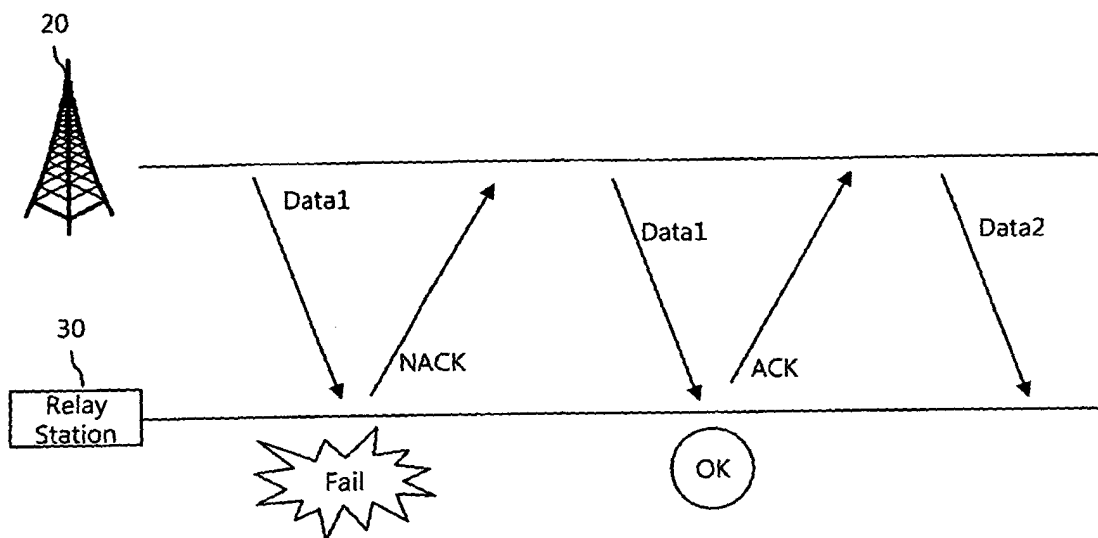 20
Data1
Data1
Data2
30
NACK
ACK
Relay
Station
Fail
OK